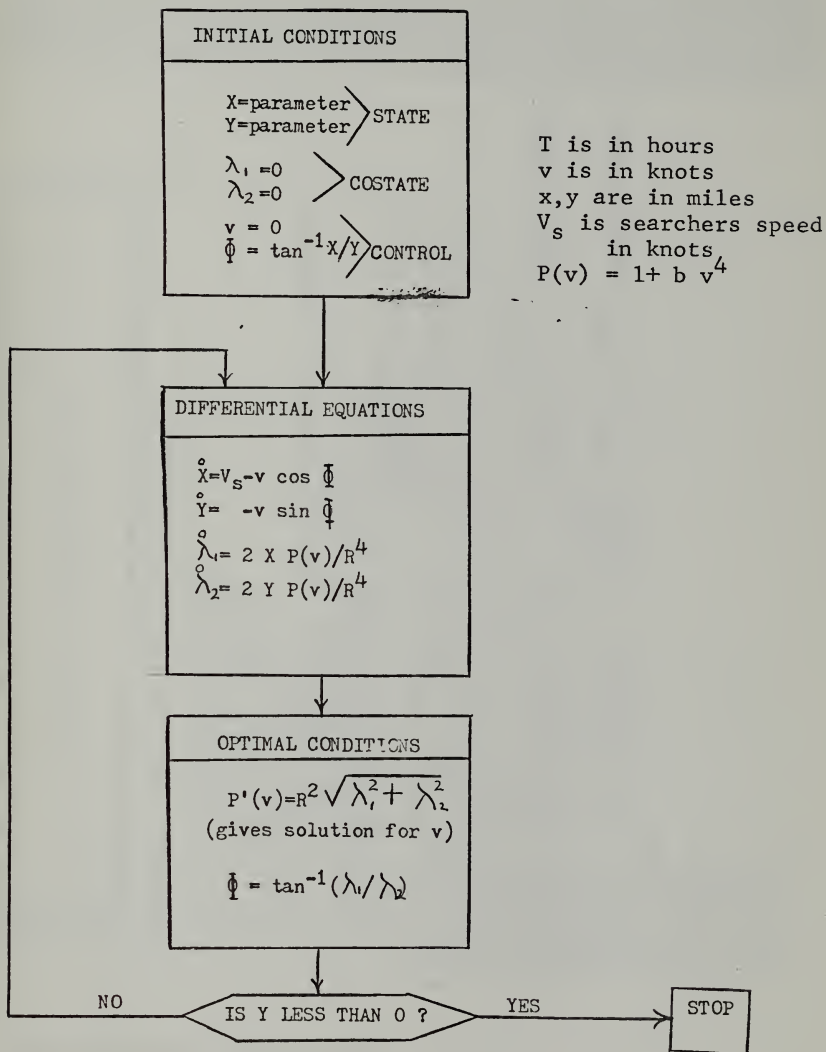 INITIAL CONDITIONS
X=parameter
Y=parameter
STATE
λ₁ =0
λ₂ =0
COSTATE
v = 0
Φ = tan⁻¹ X/Y
CONTROL
T is in hours
v is in knots
x,y are in miles
Vₛ is searchers speed
in knots
P(v) = 1+ b v⁴
DIFFERENTIAL EQUATIONS
X̊=Vₛ-v cos Φ
Y̊= -v sin Φ
λ̊₁= 2 X P(v)/R⁴
λ̊₂= 2 Y P(v)/R⁴
OPTIMAL CONDITIONS
P'(v)=R² √λ₁² + λ₂²
(gives solution for v)
Φ = tan⁻¹(λ₁/λ₂)
NO
IS Y LESS THAN 0 ?
YES
STOP